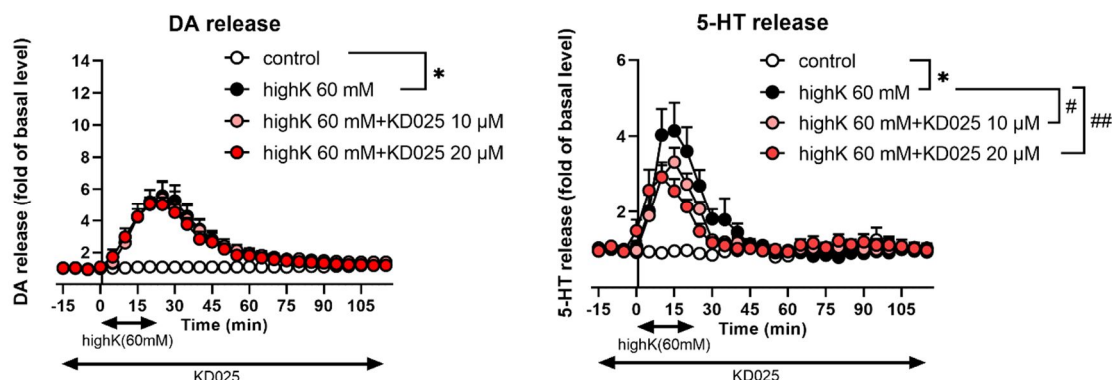 DA release
DA release (fold of basal level)
14
12
10
8
6
4
2
control
highK 60 mM
highK 60 mM+KD025 10 µM
highK 60 mM+KD025 20 µM
*
-15 0 15 30 45 60 75 90 105
Time (min)
highK(60mM)
KD025
5-HT release
5-HT release (fold of basal level)
6
4
2
control
highK 60 mM
highK 60 mM+KD025 10 µM
highK 60 mM+KD025 20 µM
*
#
##
-15 0 15 30 45 60 75 90 105
Time (min)
highK(60mM)
KD025